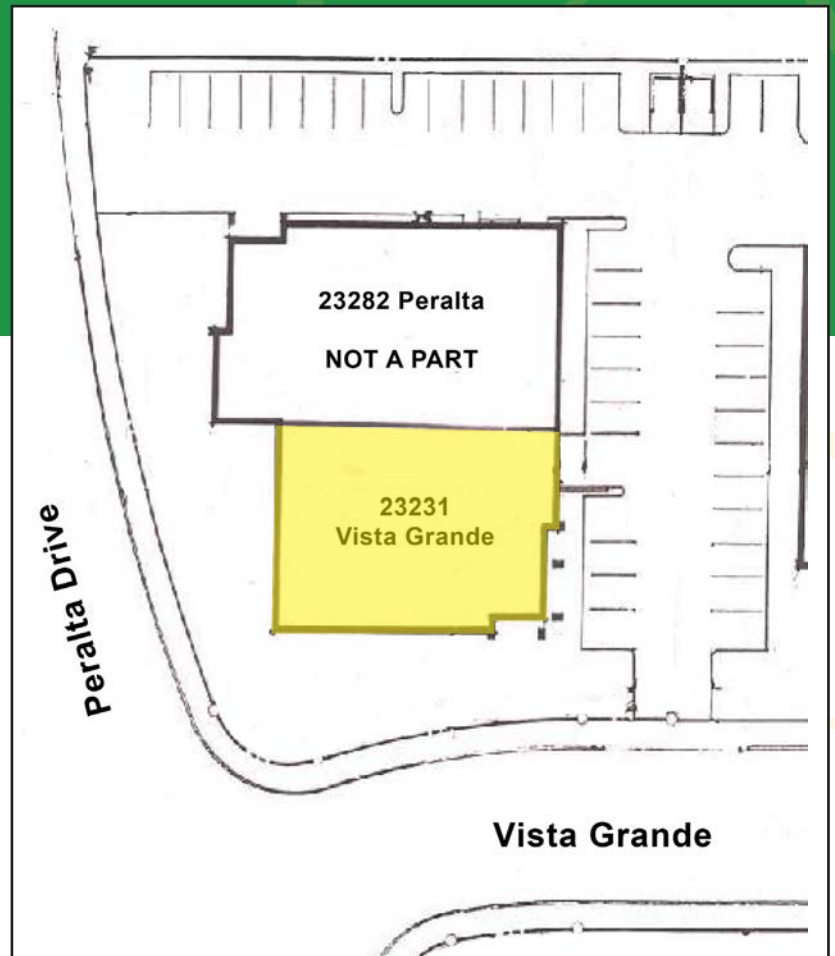 23282 Peralta
NOT A PART
23231
Vista Grande
Peralta Drive
Vista Grande